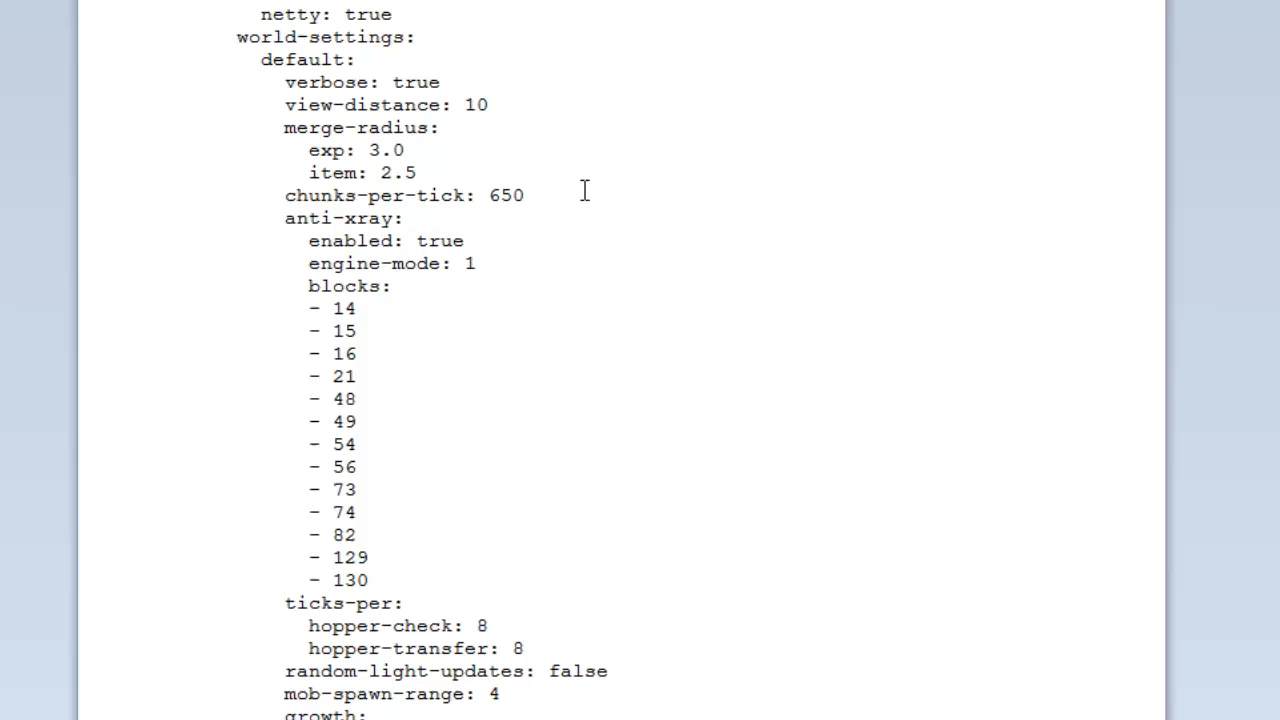 netty: true
world-settings:
default:
verbose: true
view-distance: 10
merge-radius:
exp: 3.0
item: 2.5
chunks-per-tick: 650
anti-xray:
enabled: true
engine-mode: 1
blocks:
- 14
- 15
- 16
- 21
- 48
- 49
- 54
- 56
- 73
- 74
- 82
- 129
- 130
ticks-per:
hopper-check: 8
hopper-transfer: 8
random-light-updates: false
mob-spawn-range: 4
growth: